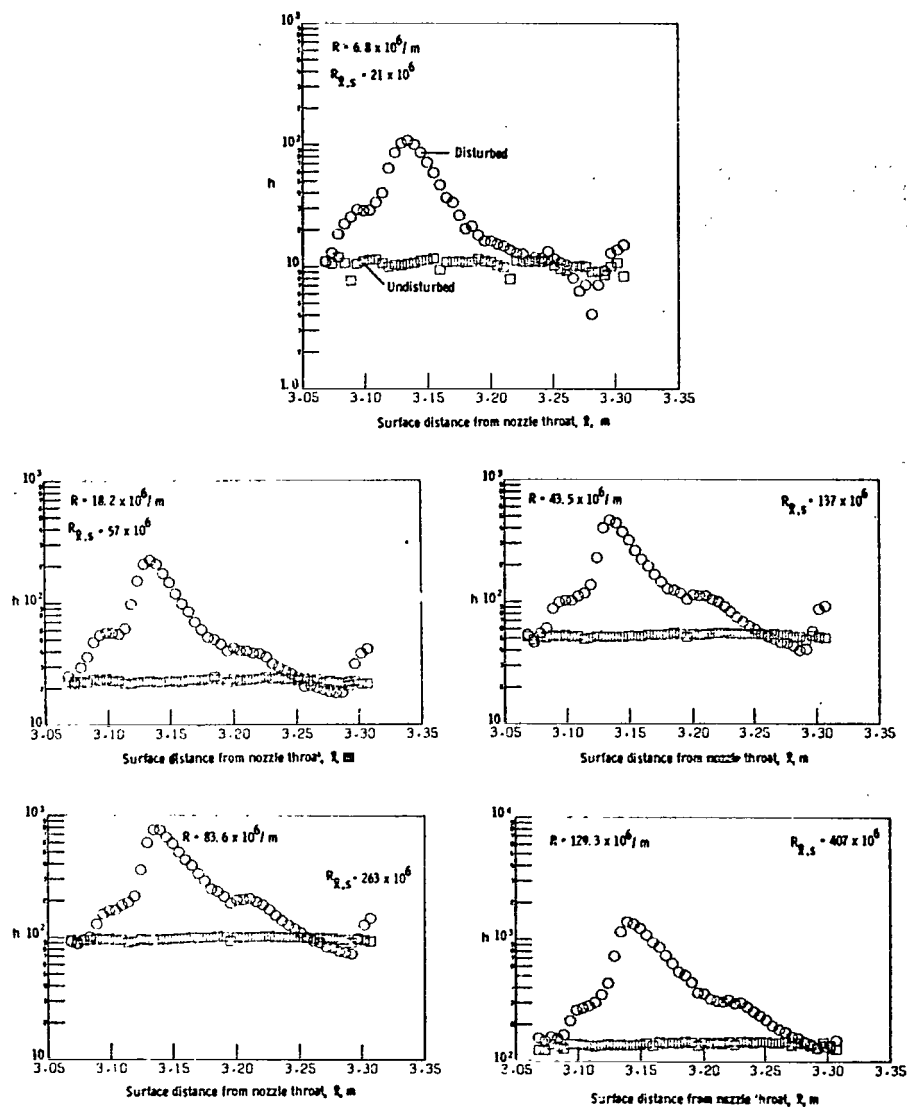 10³
R = 6.8 x 10⁶/m
R_ℓ,s = 21 x 10⁶
10²
Disturbed
h
10
Undisturbed
1.0
3.05 3.10 3.15 3.20 3.25 3.30 3.35
Surface distance from nozzle throat, ℓ, m
10³
R = 18.2 x 10⁶/m
R_ℓ,s = 57 x 10⁶
10²
h
10
3.05 3.10 3.15 3.20 3.25 3.30 3.35
Surface distance from nozzle throat, ℓ, m
10³
R = 43.5 x 10⁶/m
R_ℓ,s = 137 x 10⁶
10²
h
10
3.05 3.10 3.15 3.20 3.25 3.30 3.35
Surface distance from nozzle throat, ℓ, m
10³
R = 83.6 x 10⁶/m
R_ℓ,s = 263 x 10⁶
10²
h
10
3.05 3.10 3.15 3.20 3.25 3.30 3.35
Surface distance from nozzle throat, ℓ, m
10⁴
R = 129.3 x 10⁶/m
R_ℓ,s = 407 x 10⁶
10³
h
10²
3.05 3.10 3.15 3.20 3.25 3.30 3.35
Surface distance from nozzle throat, ℓ, m